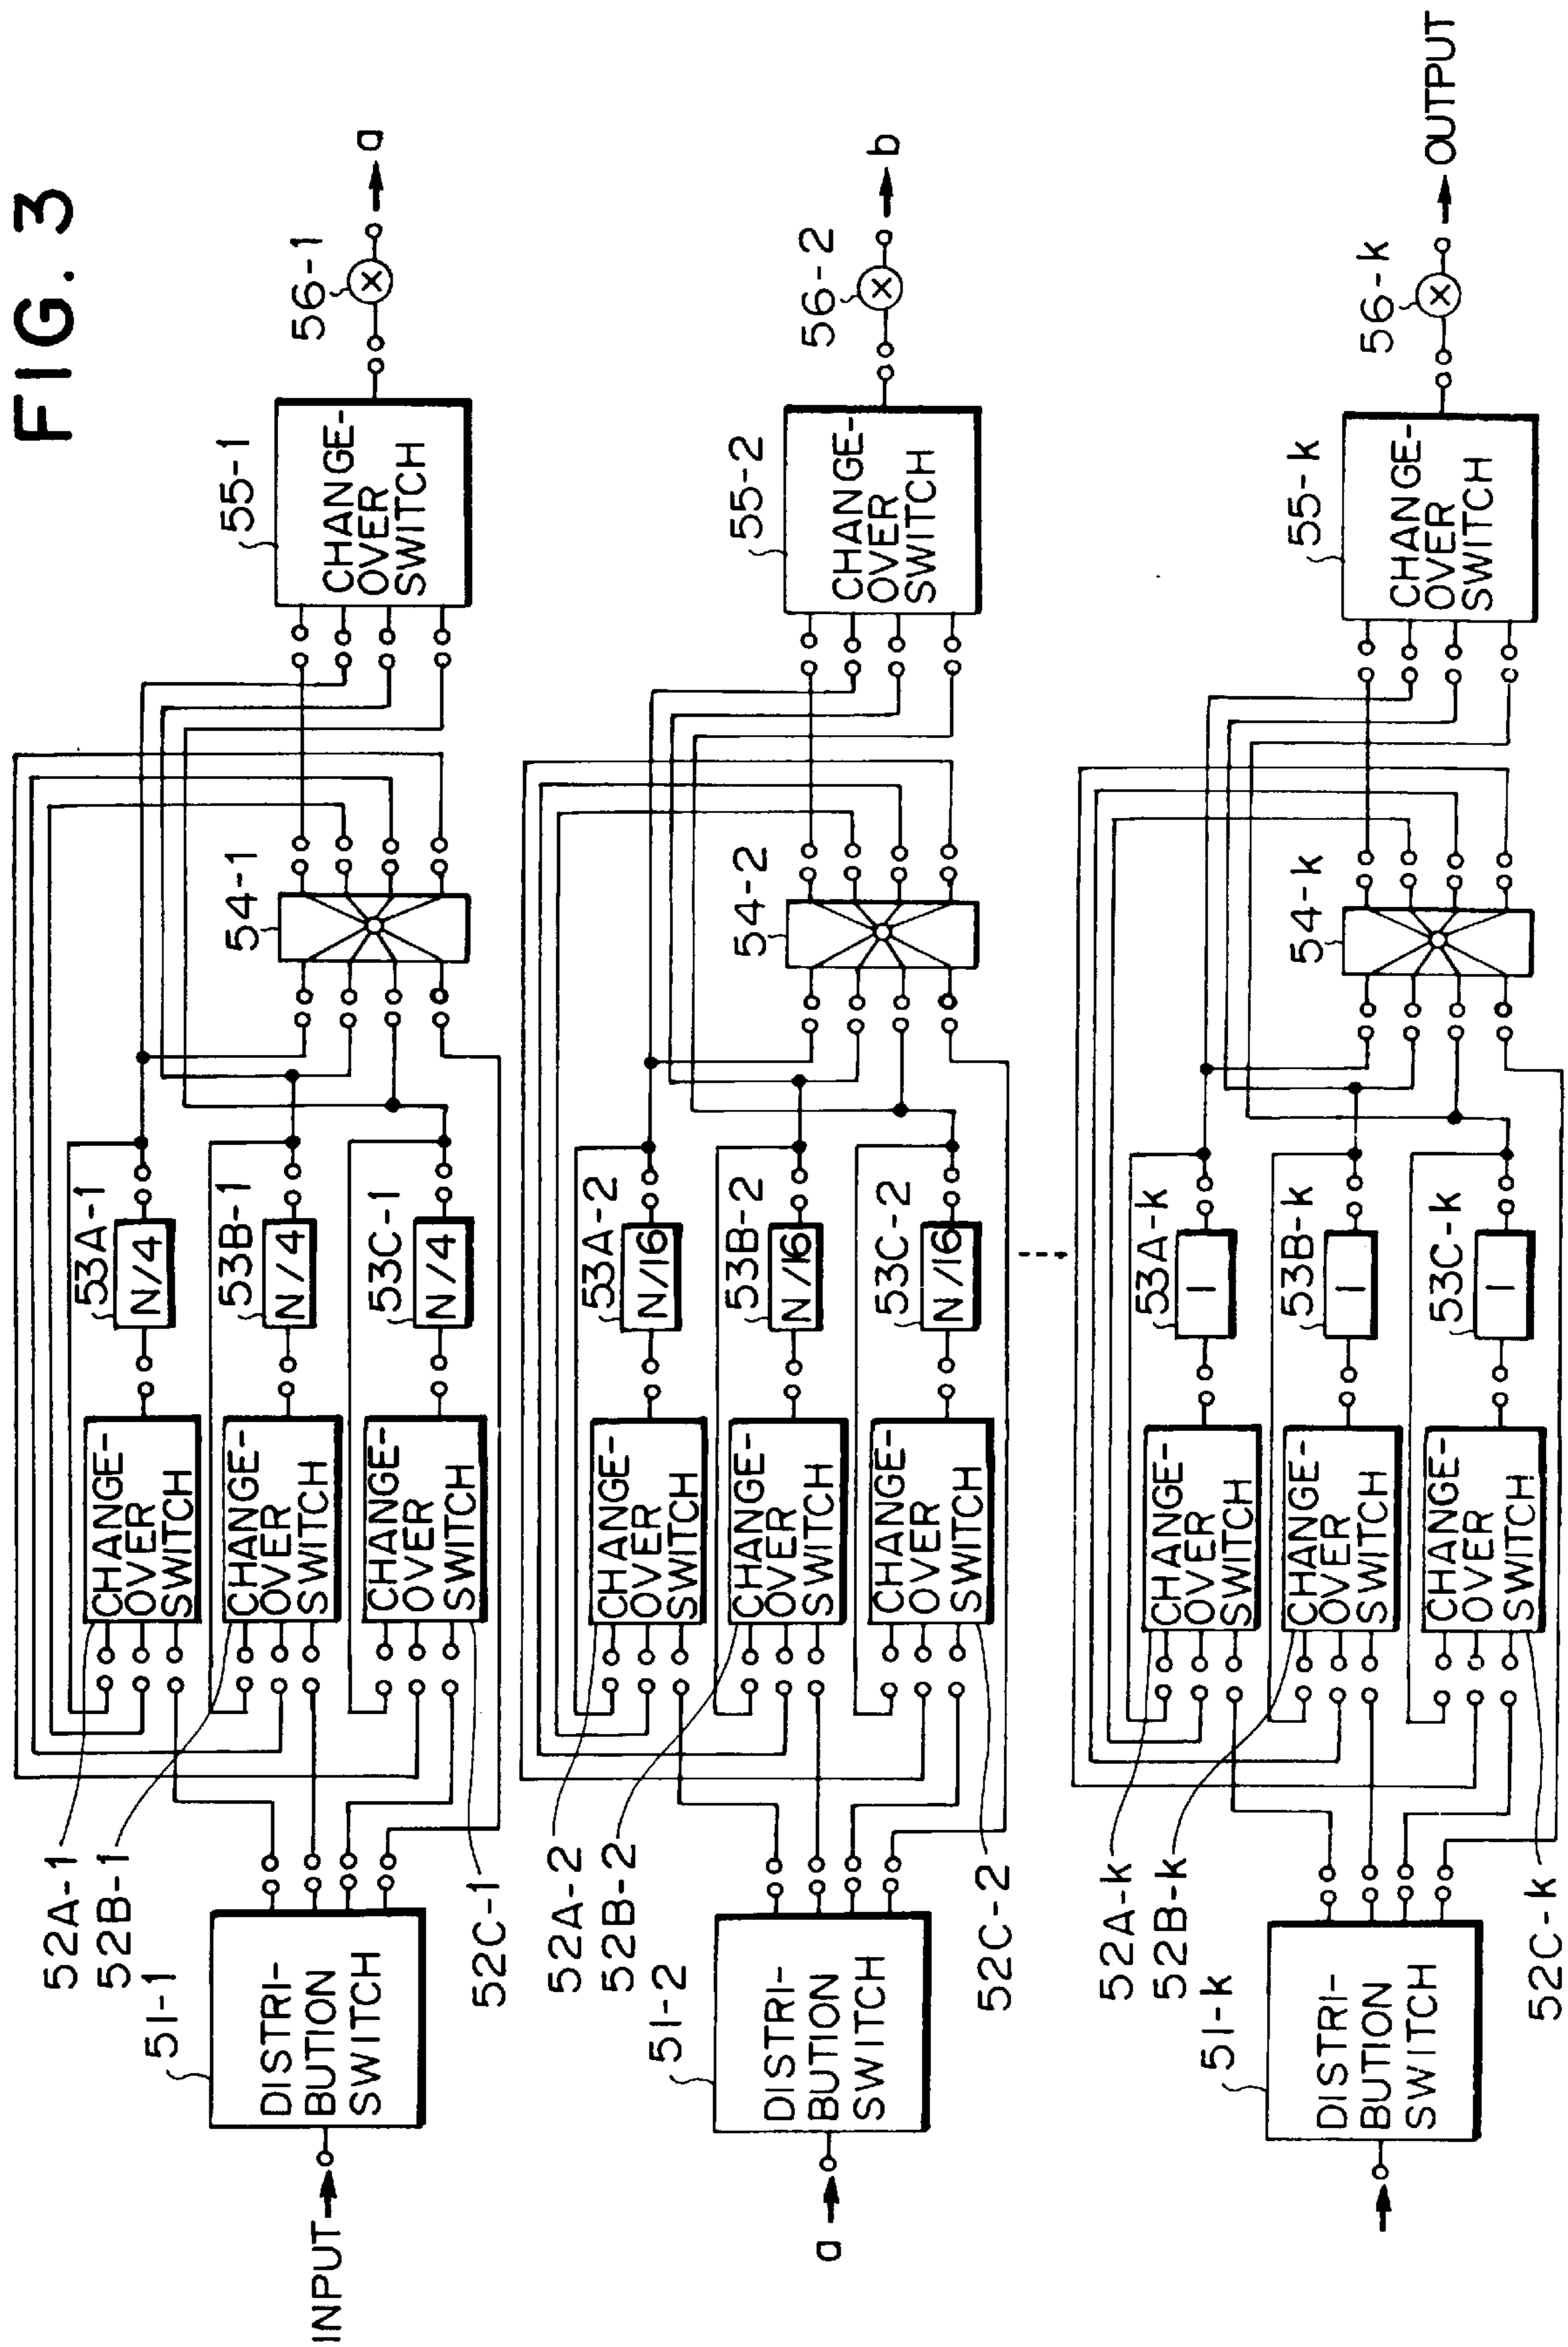 FIG. 3
INPUT
51-1
DISTRI-
BUTION
SWITCH
52A-1
52B-1
52C-1
CHANGE-
OVER
SWITCH
CHANGE-
OVER
SWITCH
CHANGE-
OVER
SWITCH
53A-1
N/4
53B-1
N/4
53C-1
N/4
54-1
55-1
CHANGE-
OVER
SWITCH
56-1
a
a
51-2
DISTRI-
BUTION
SWITCH
52A-2
52B-2
52C-2
CHANGE-
OVER
SWITCH
CHANGE-
OVER
SWITCH
CHANGE-
OVER
SWITCH
53A-2
N/16
53B-2
N/16
53C-2
N/16
54-2
55-2
CHANGE-
OVER
SWITCH
56-2
b
51-k
DISTRI-
BUTION
SWITCH
52A-k
52B-k
52C-k
CHANGE-
OVER
SWITCH
CHANGE-
OVER
SWITCH
CHANGE-
OVER
SWITCH
53A-k
1
53B-k
1
53C-k
1
54-k
55-k
CHANGE-
OVER
SWITCH
56-k
OUTPUT